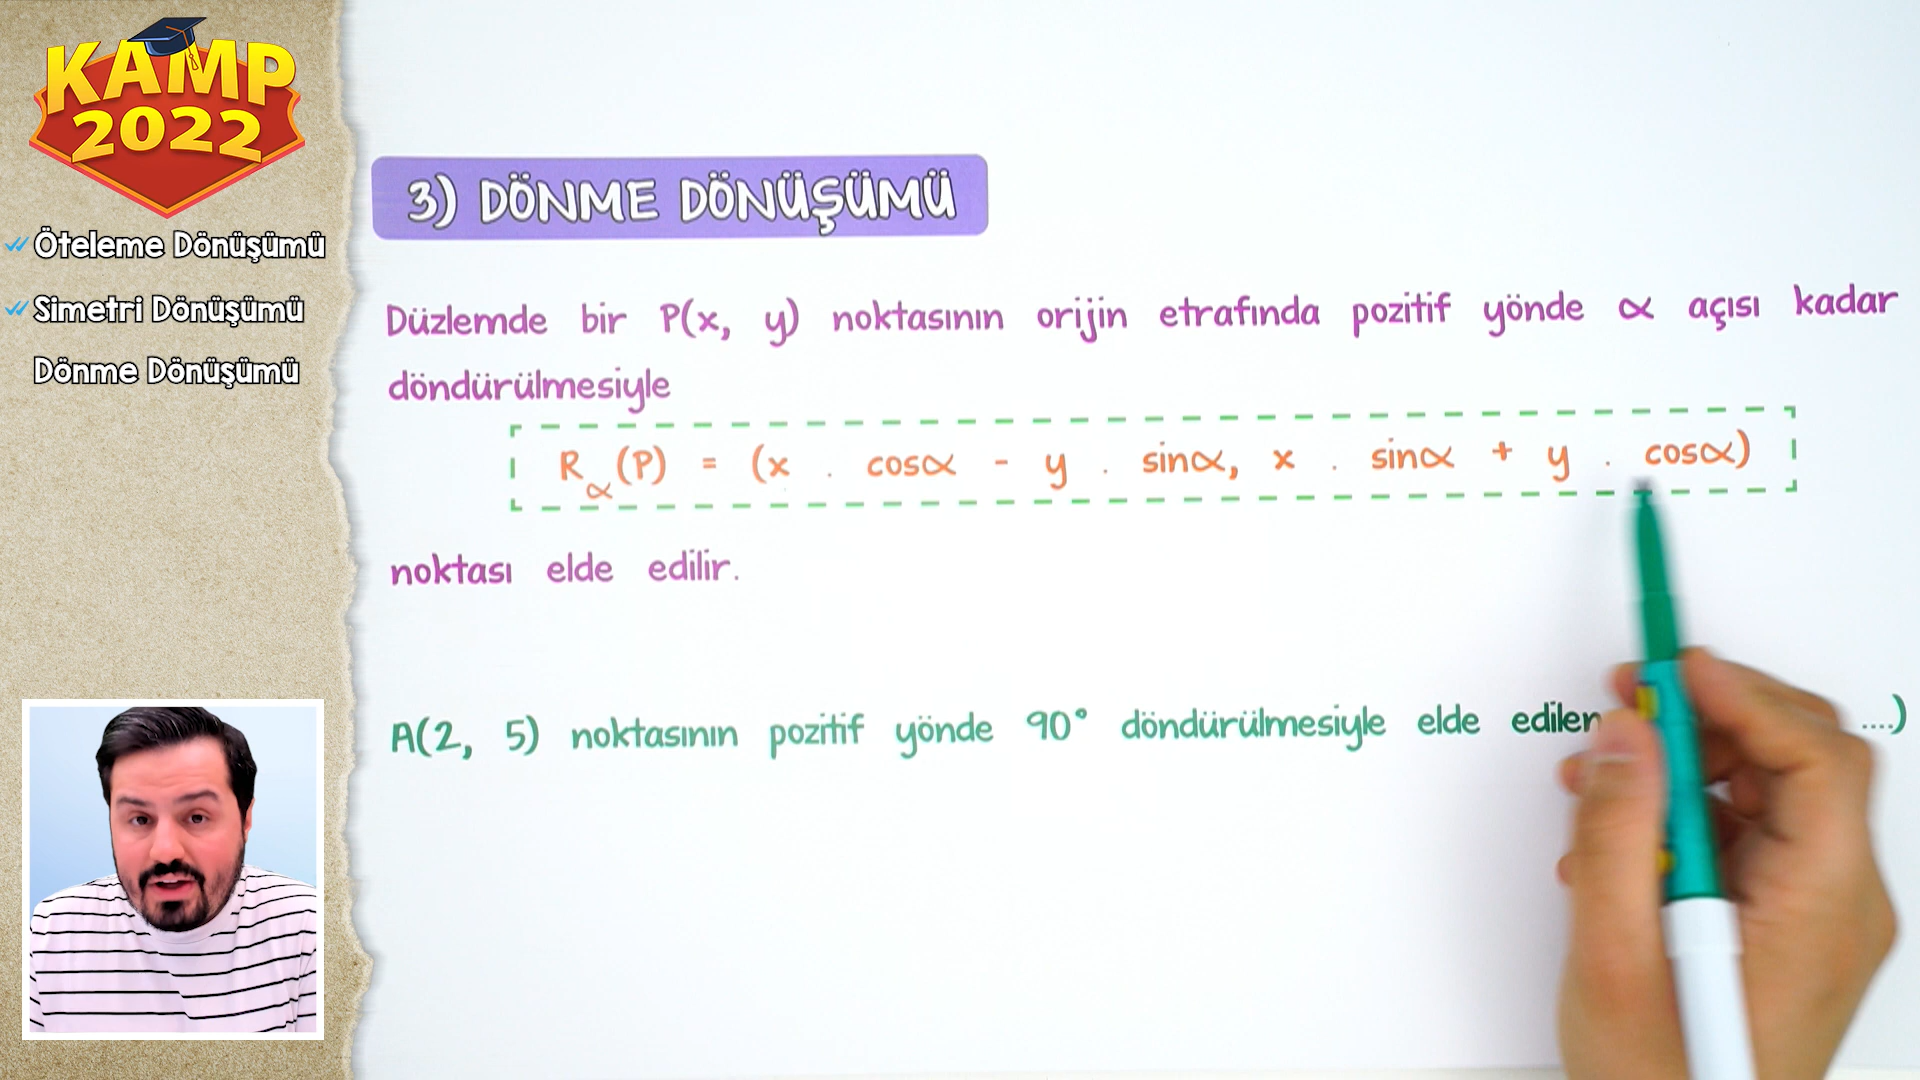 KAMP
2022
Öteleme Dönüşümü
Simetri Dönüşümü
Dönme Dönüşümü
3) DÖNME DÖNÜŞÜMÜ
Düzlemde bir P(x, y) noktasının orijin etrafında pozitif yönde α açısı kadar
döndürülmesiyle
Rα(P) = (x . cosα - y . sinα, x . sinα + y . cosα)
noktası elde edilir.
A(2, 5) noktasının pozitif yönde 90° döndürülmesiyle elde edilen ....)